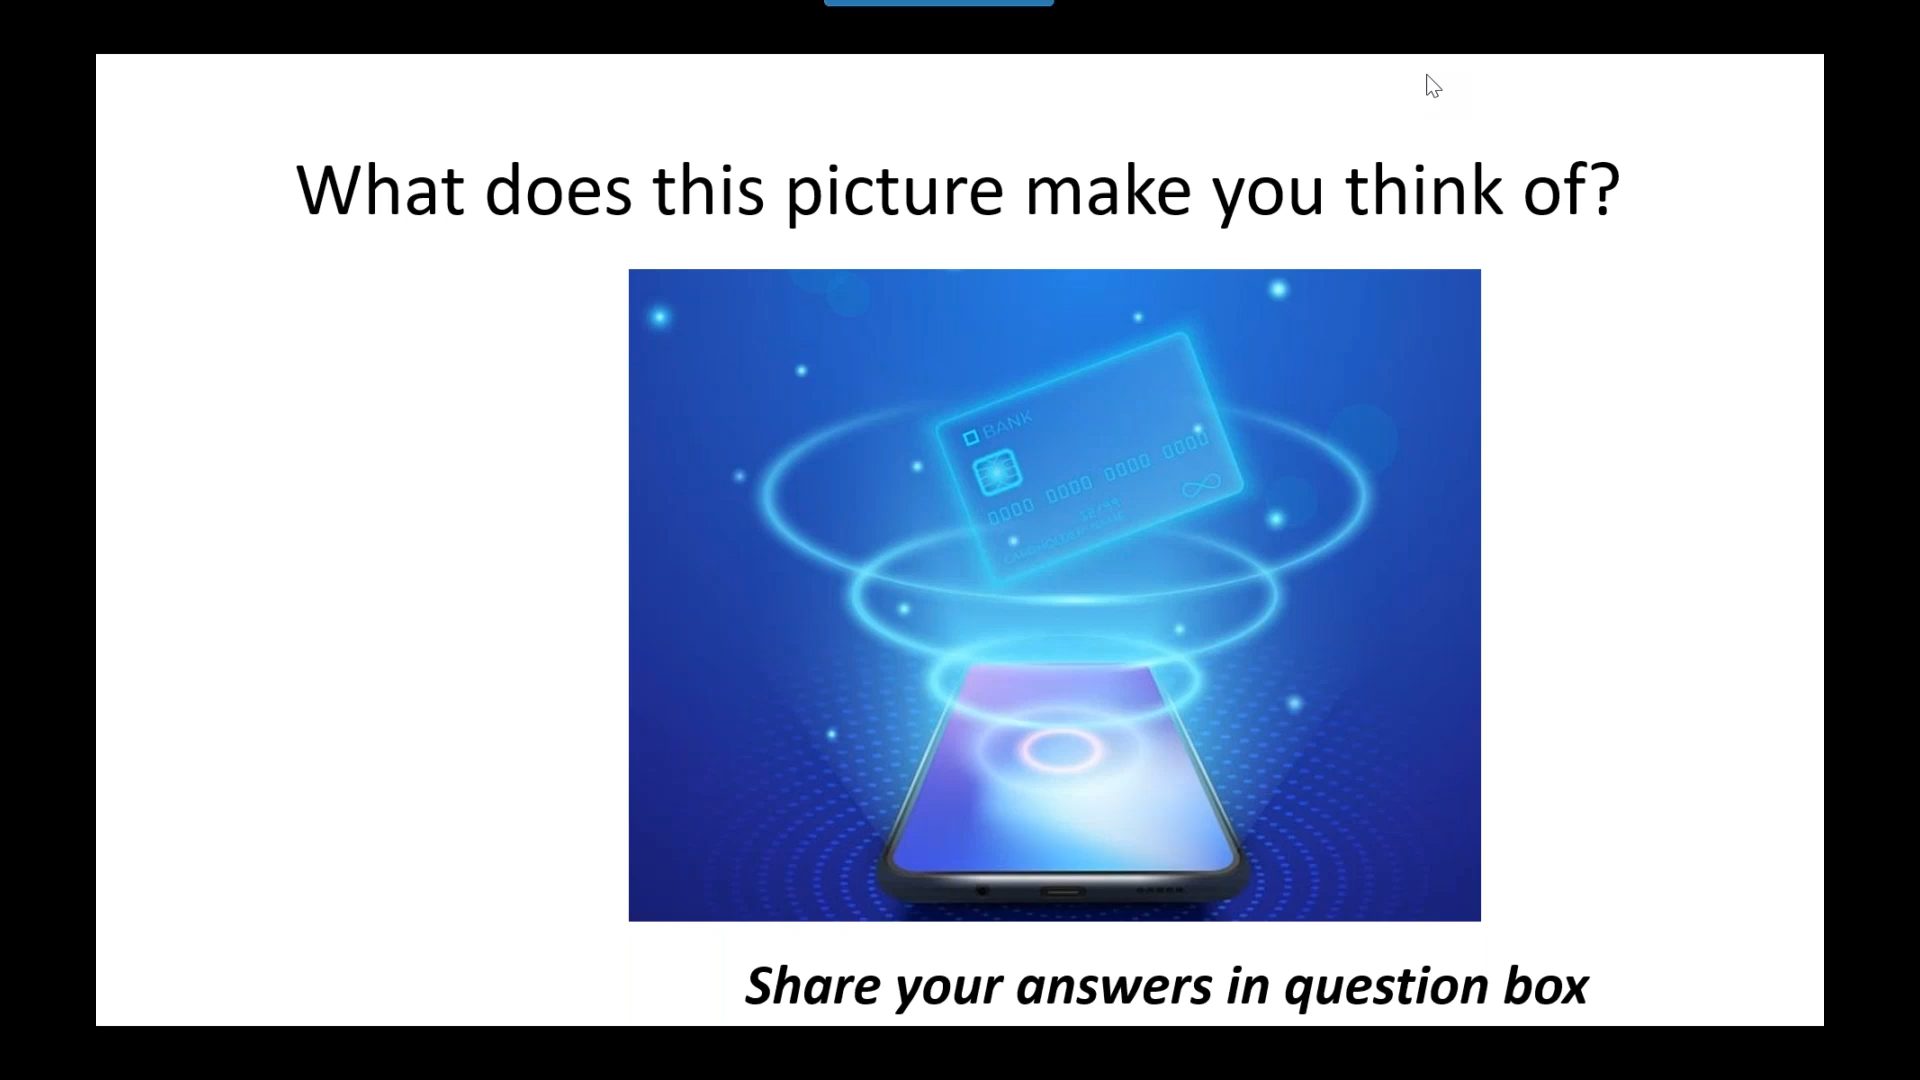 What does this picture make you think of?
BANK
0000 0000 0000 0000
Share your answers in question box